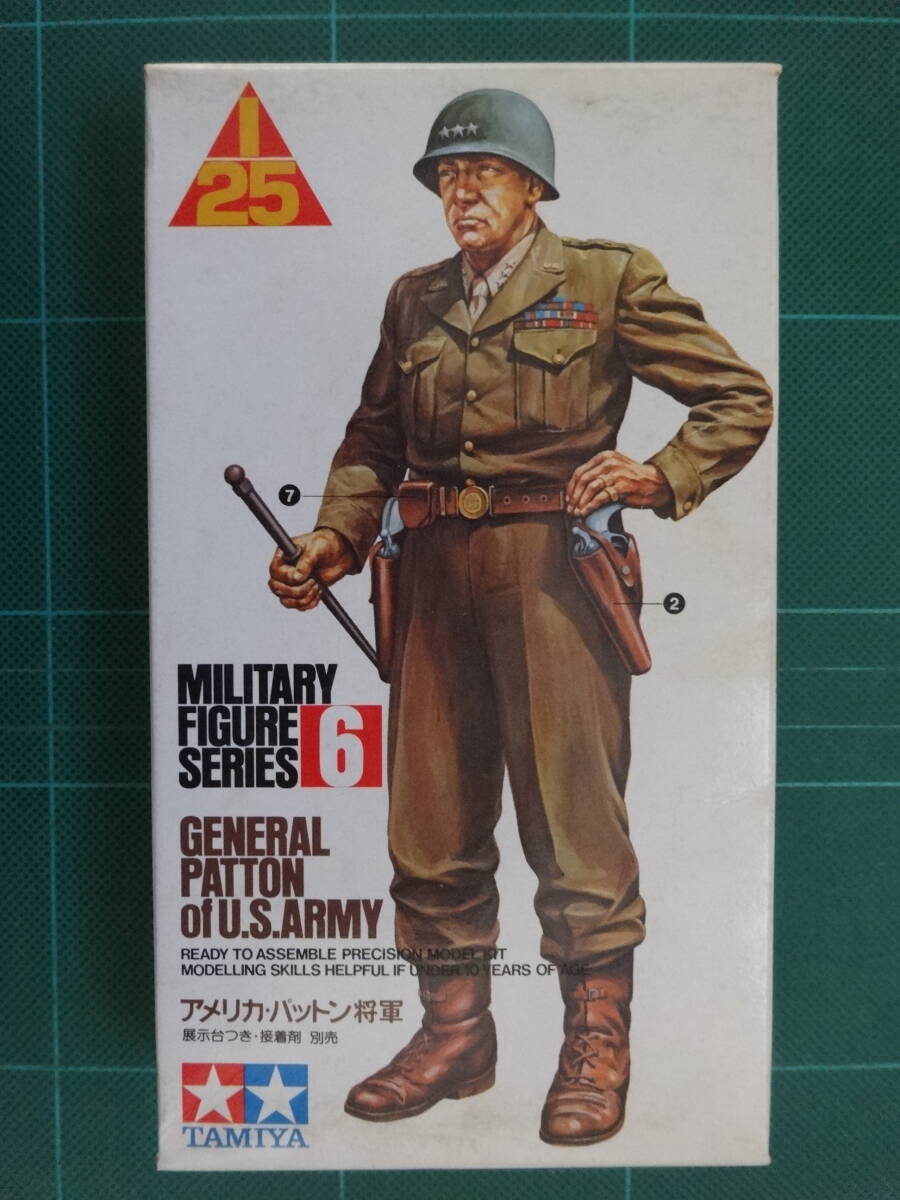 1
25
7
2
MILITARY
FIGURE
SERIES 6
GENERAL
PATTON
of U.S. ARMY
READY TO ASSEMBLE PRECISION MODEL KIT
MODELLING SKILLS HELPFUL IF UNDER 10 YEARS OF AGE
アメリカ・パットン将軍
展示台つき・接着剤 別売
TAMIYA